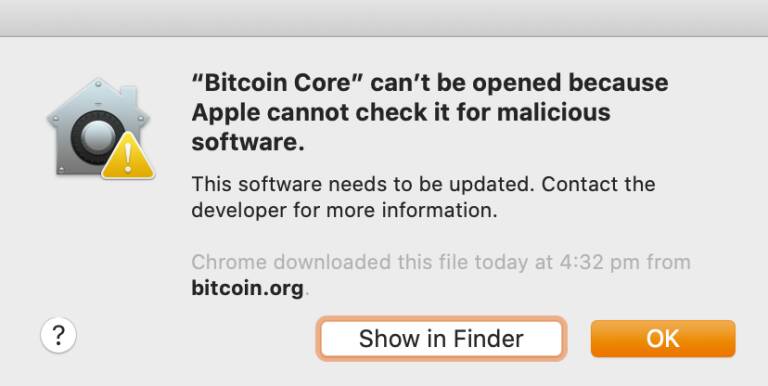 “Bitcoin Core” can’t be opened because
Apple cannot check it for malicious
software.
This software needs to be updated. Contact the
developer for more information.
Chrome downloaded this file today at 4:32 pm from
bitcoin.org.
?
Show in Finder
OK